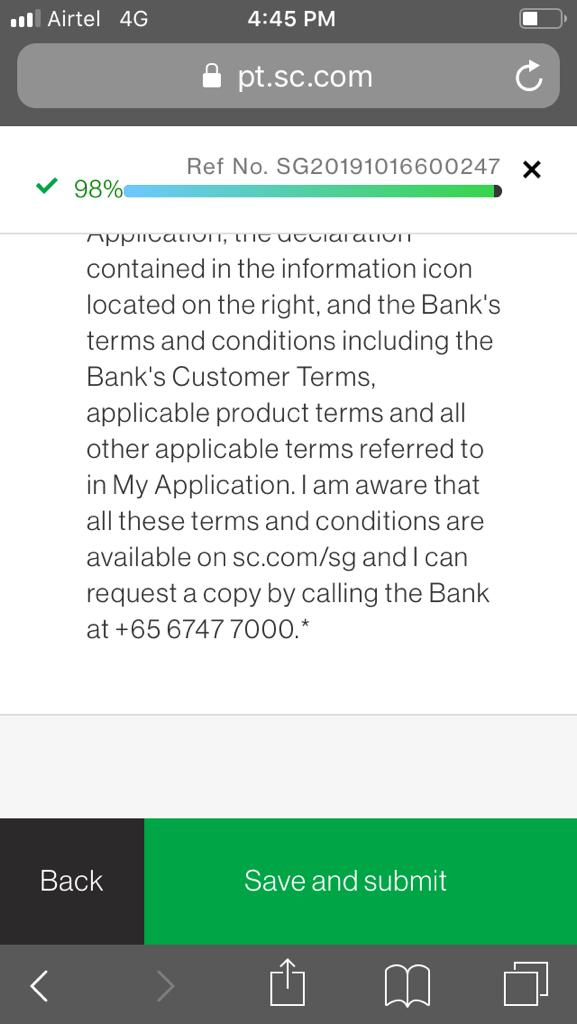 Airtel 4G 4:45 PM
pt.sc.com
Ref No. SG20191016600247
98%
Application, the declaration
contained in the information icon
located on the right, and the Bank's
terms and conditions including the
Bank's Customer Terms,
applicable product terms and all
other applicable terms referred to
in My Application. I am aware that
all these terms and conditions are
available on sc.com/sg and I can
request a copy by calling the Bank
at +65 6747 7000.*
Back
Save and submit